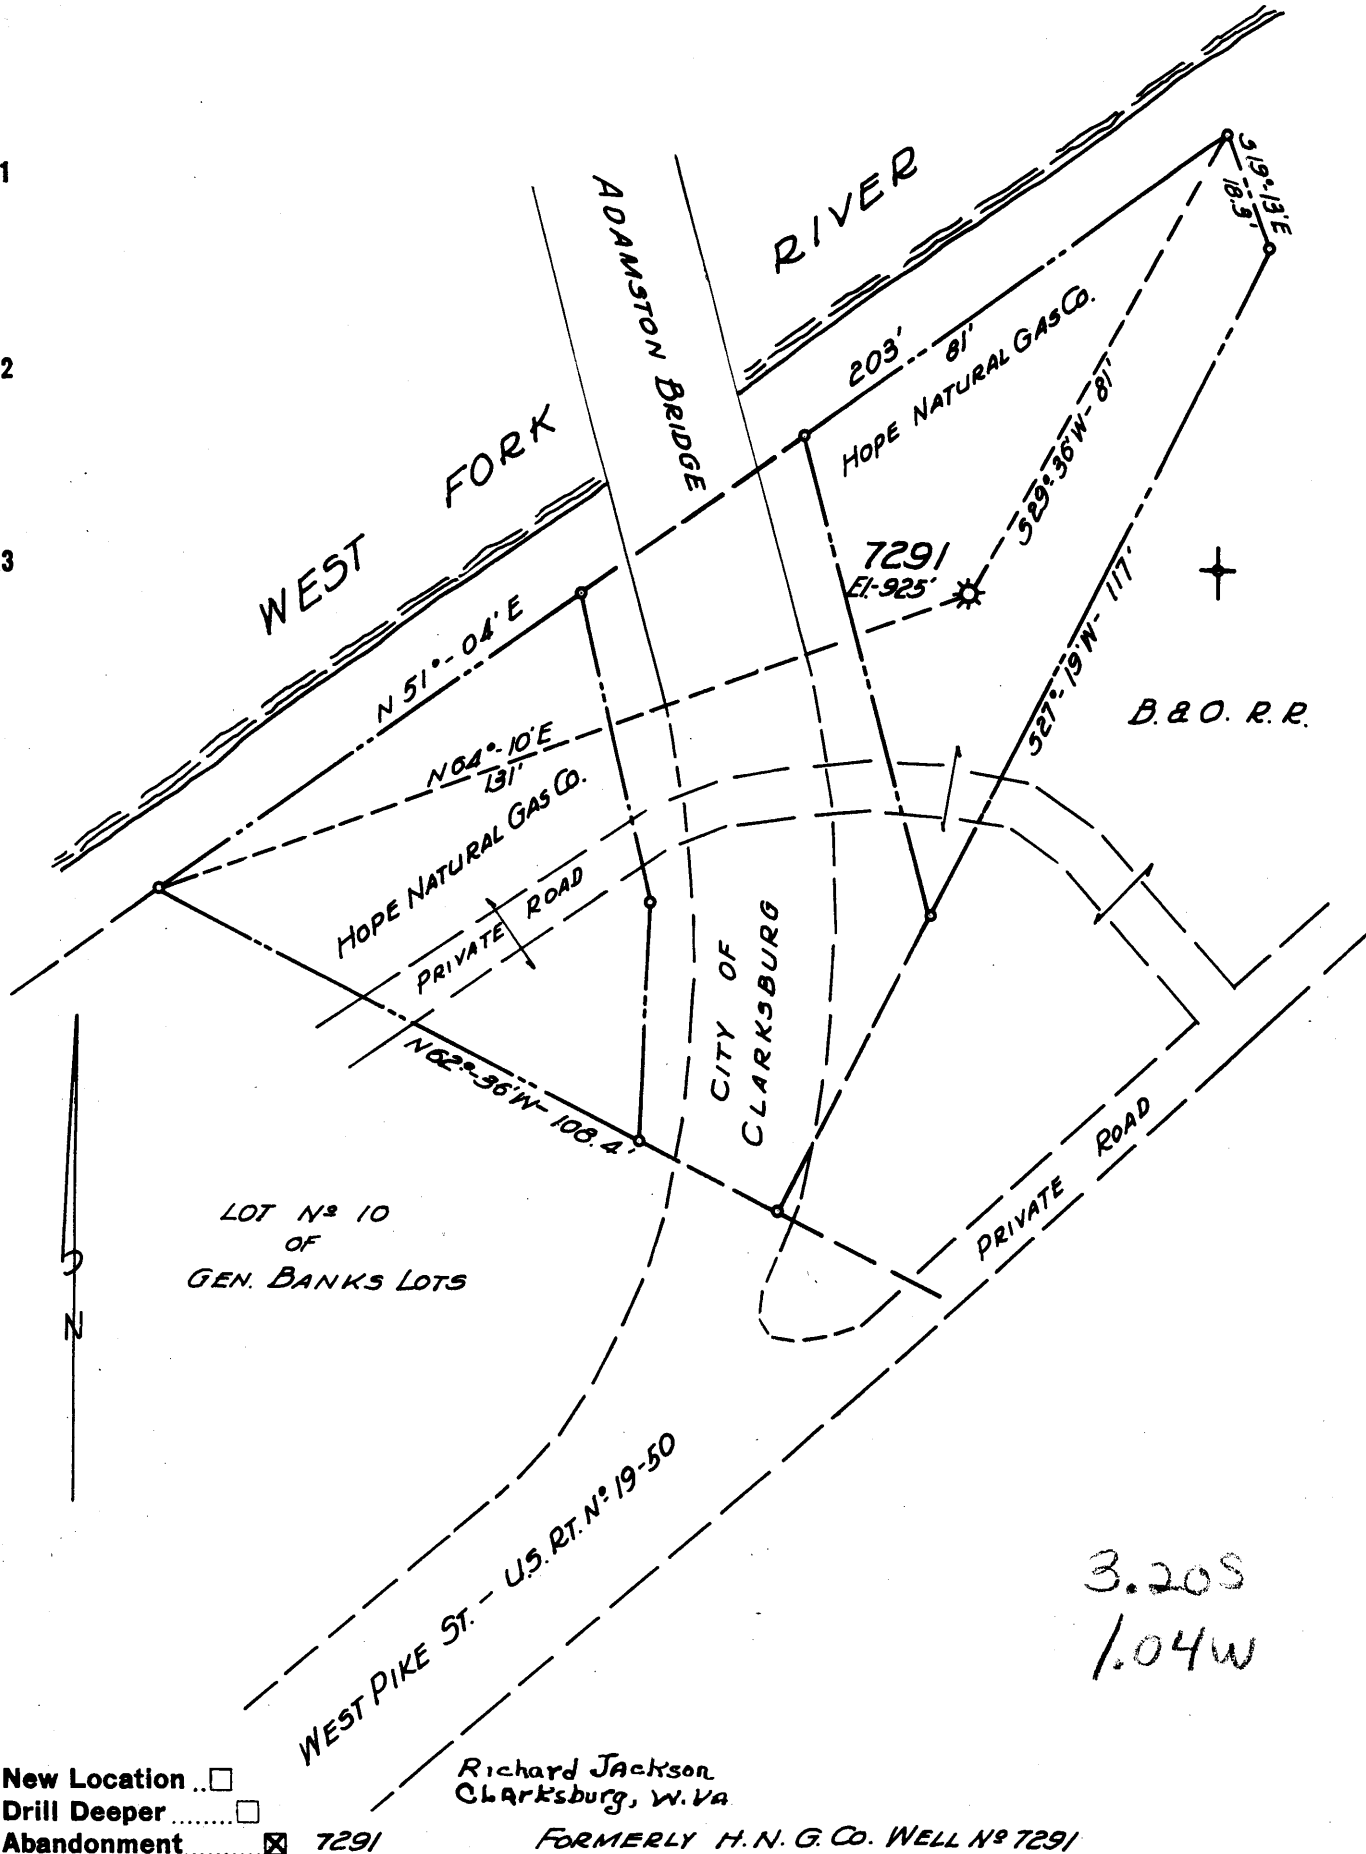 1
2
3
WEST FORK RIVER
ADAMSTON BRIDGE
S 19°-13'E
18.3'
203'
81'
HOPE NATURAL GAS Co.
S29°-36'W-81'
7291
El-925'
S27°-19'W-117'
B. & O. R. R.
N 51°-04' E
N64°-10'E
131'
HOPE NATURAL GAS Co.
PRIVATE ROAD
CITY OF
CLARKSBURG
N62°-36'W-108.4'
PRIVATE ROAD
LOT Nº 10
OF
GEN. BANKS LOTS
N
WEST PIKE ST. - U.S. RT. Nº 19-50
3.20S
1.04W
New Location ..☐
Drill Deeper ........☐
Abandonment ........☒ 7291
Richard Jackson
Clarksburg, W.Va
FORMERLY H.N.G. Co. WELL Nº 7291